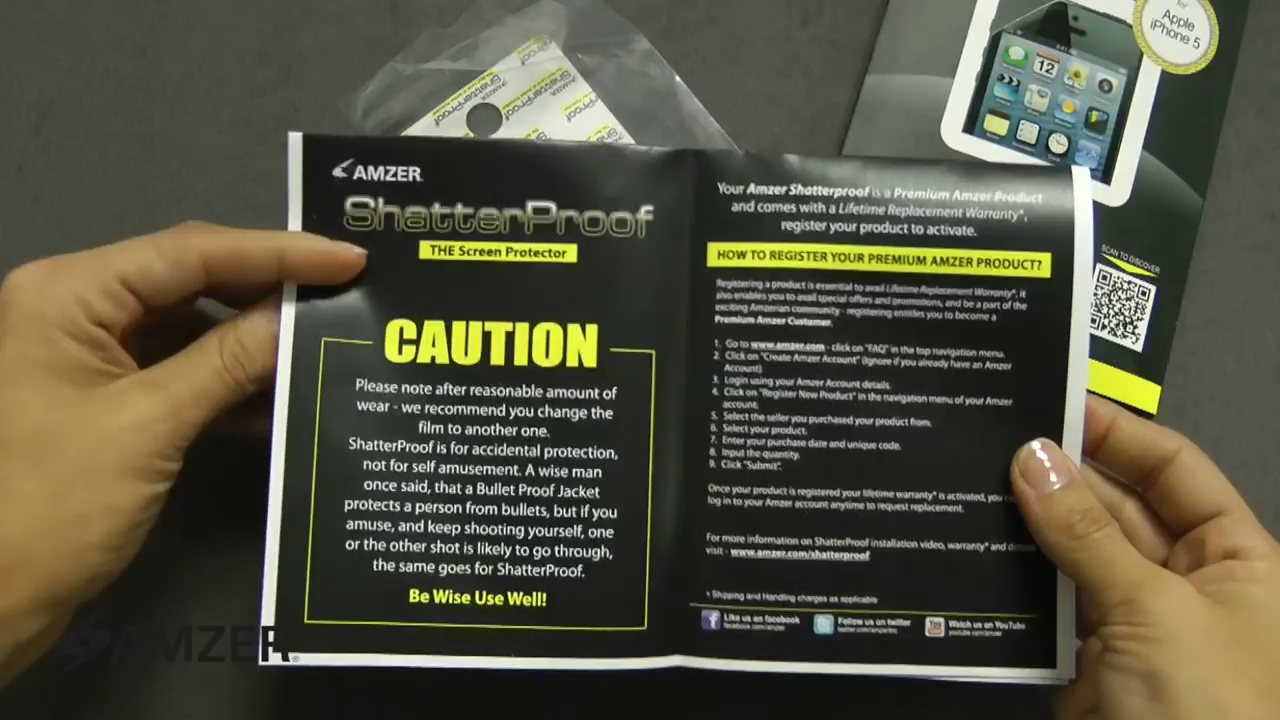 for
Apple
iPhone 5
12
ShatterProof
SCAN TO DISCOVER
AMZER
ShatterProof
THE Screen Protector
CAUTION
Please note after reasonable amount of
wear - we recommend you change the
film to another one.
ShatterProof is for accidental protection,
not for self amusement. A wise man
once said, that a Bullet Proof Jacket
protects a person from bullets, but if you
amuse, and keep shooting yourself, one
or the other shot is likely to go through,
the same goes for ShatterProof.
Be Wise Use Well!
Your Amzer Shatterproof is a Premium Amzer Product
and comes with a Lifetime Replacement Warranty*,
register your product to activate.
HOW TO REGISTER YOUR PREMIUM AMZER PRODUCT?
Registering a product is essential to avail Lifetime Replacement Warranty*, it
also enables you to avail special offers and promotions, and be a part of the
exciting Amzerian community - registering entitles you to become a
Premium Amzer Customer.
1. Go to www.amzer.com - click on "FAQ" in the top navigation menu.
2. Click on "Create Amzer Account" (Ignore if you already have an Amzer
Account)
3. Login using your Amzer Account details.
4. Click on "Register New Product" in the navigation menu of your Amzer
account.
5. Select the seller you purchased your product from.
6. Select your product.
7. Enter your purchase date and unique code.
8. Input the quantity.
9. Click "Submit".
Once your product is registered your lifetime warranty* is activated, you
log in to your Amzer account anytime to request replacement.
For more information on ShatterProof installation video, warranty* and
visit - www.amzer.com/shatterproof
* Shipping and Handling charges as applicable
Like us on facebook
facebook.com/amzer
Follow us on twitter
Watch us on YouTube
youtube.com/amzer
AMZER®